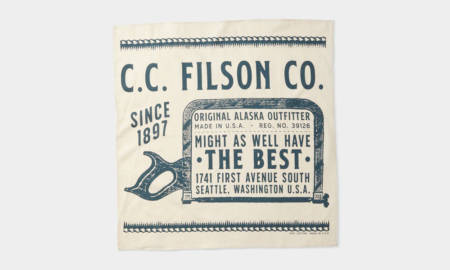 C.C. FILSON CO.
SINCE
1897
ORIGINAL ALASKA OUTFITTER
MADE IN U.S.A. • REG. NO. 39126
MIGHT AS WELL HAVE
• THE BEST •
1741 FIRST AVENUE SOUTH
SEATTLE, WASHINGTON U.S.A.